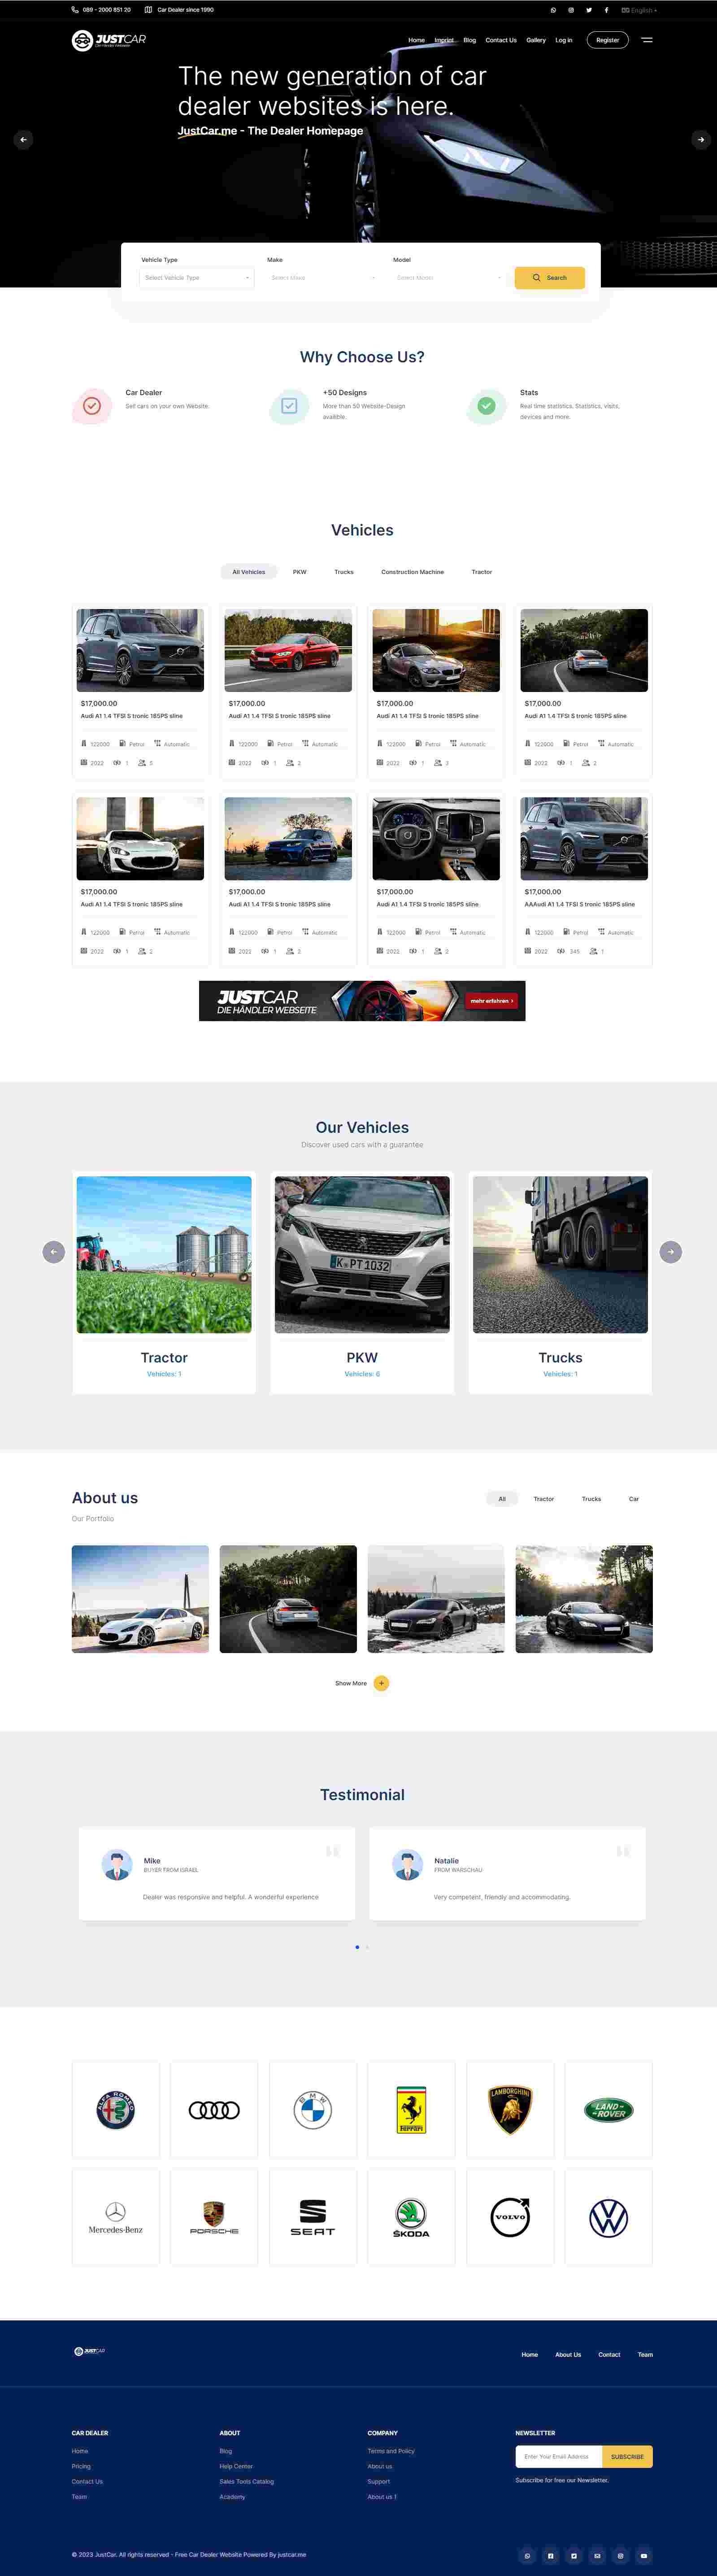 089 - 2000 851 20
Car Dealer since 1990
English
JUSTCAR
Home
Imprint
Blog
Contact Us
Gallery
Log in
Register
The new generation of car
dealer websites is here.
JustCar.me - The Dealer Homepage
Vehicle Type
Make
Model
Select Vehicle Type
Select Make
Select Model
Search
Why Choose Us?
Car Dealer
Sell cars on your own Website.
+50 Designs
More than 50 Website-Design
availible.
Stats
Real time statistics. Statistics, visits,
devices and more.
Vehicles
All Vehicles
PKW
Trucks
Construction Machine
Tractor
$17,000.00
Audi A1 1.4 TFSI S tronic 185PS sline
122000 Petrol Automatic
2022 1 5
$17,000.00
Audi A1 1.4 TFSI S tronic 185PS sline
122000 Petrol Automatic
2022 1 2
$17,000.00
Audi A1 1.4 TFSI S tronic 185PS sline
122000 Petrol Automatic
2022 1 3
$17,000.00
Audi A1 1.4 TFSI S tronic 185PS sline
122000 Petrol Automatic
2022 1 2
$17,000.00
Audi A1 1.4 TFSI S tronic 185PS sline
122000 Petrol Automatic
2022 1 2
$17,000.00
Audi A1 1.4 TFSI S tronic 185PS sline
122000 Petrol Automatic
2022 1 2
$17,000.00
Audi A1 1.4 TFSI S tronic 185PS sline
122000 Petrol Automatic
2022 1 2
$17,000.00
AAAudi A1 1.4 TFSI S tronic 185PS sline
122000 Petrol Automatic
2022 345 1
JUSTCAR
DIE HÄNDLER WEBSEITE
mehr erfahren
Our Vehicles
Discover used cars with a guarantee
K PT 1032
Tractor
Vehicles: 1
PKW
Vehicles: 6
Trucks
Vehicles: 1
About us
Our Portfolio
All
Tractor
Trucks
Car
Show More
Testimonial
Mike
BUYER FROM ISRAEL
Dealer was responsive and helpful. A wonderful experience
Natalie
FROM WARSCHAU
Very competent, friendly and accommodating.
ALFA ROMEO
BMW
Ferrari
LAMBORGHINI
LAND ROVER
Mercedes-Benz
PORSCHE
SEAT
ŠKODA
VOLVO
JUSTCAR
Home
About Us
Contact
Team
CAR DEALER
Home
Pricing
Contact Us
Team
ABOUT
Blog
Help Center
Sales Tools Catalog
Academy
COMPANY
Terms and Policy
About us
Support
About us 1
NEWSLETTER
Enter Your Email Address
SUBSCRIBE
Subscribe for free our Newsletter.
© 2023 JustCar. All rights reserved - Free Car Dealer Website Powered By justcar.me